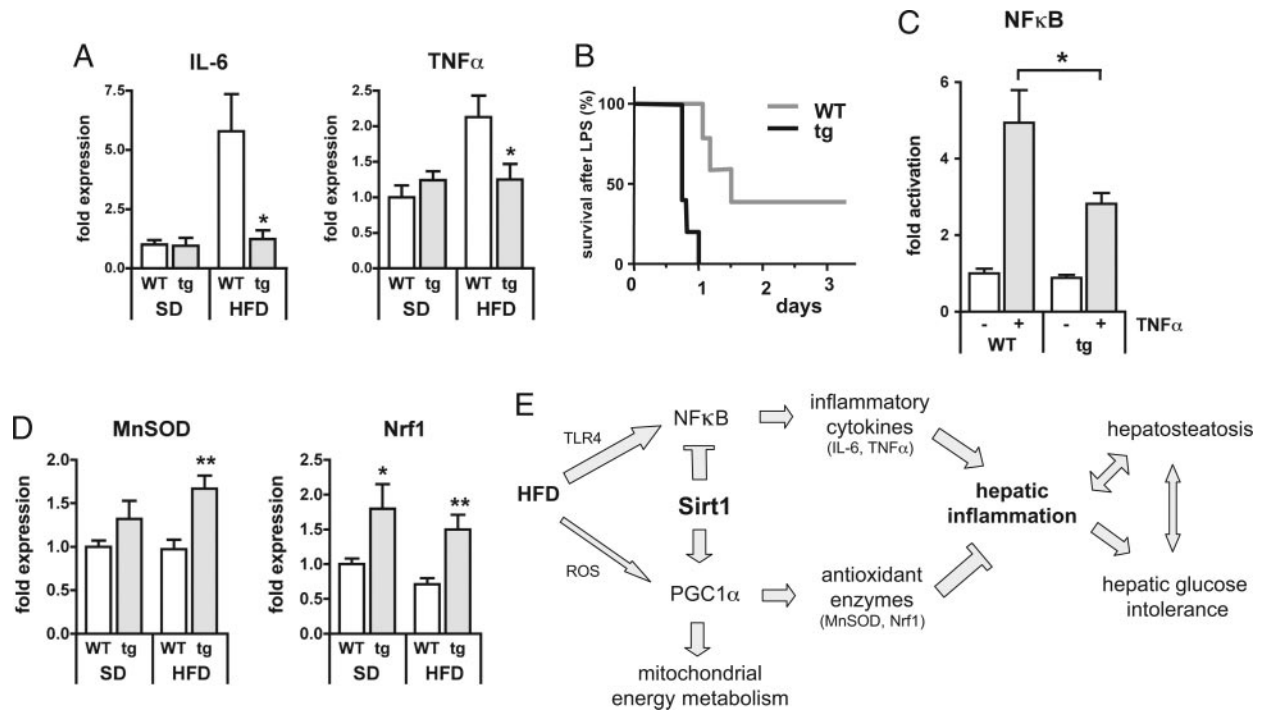 A
IL-6
fold expression
7.5
5.0
2.5
0.0
WT tg WT tg
SD HFD
*
TNFα
fold expression
2.5
2.0
1.5
1.0
0.5
0.0
WT tg WT tg
SD HFD
*
B
survival after LPS (%)
100
50
0
0 1 2 3
days
WT
tg
C
NFκB
*
fold activation
6
4
2
0
- + - + TNFα
WT tg
D
MnSOD
fold expression
2.0
1.5
1.0
0.5
0.0
**
WT tg WT tg
SD HFD
Nrf1
fold expression
2.5
2.0
1.5
1.0
0.5
0.0
*
**
WT tg WT tg
SD HFD
E
HFD
TLR4
ROS
NFκB
Sirt1
PGC1α
mitochondrial
energy metabolism
inflammatory
cytokines
(IL-6, TNFα)
antioxidant
enzymes
(MnSOD, Nrf1)
hepatic
inflammation
hepatosteatosis
hepatic glucose
intolerance